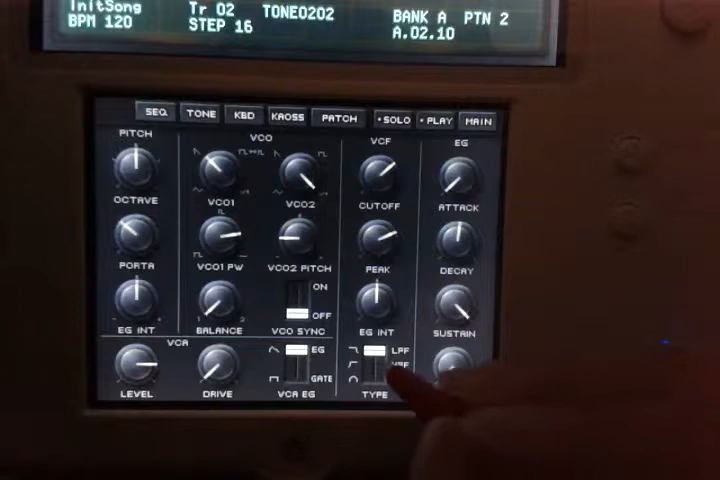 InitSong Tr 02 TONE0202 BANK A PTN 2
BPM 120 STEP 16 A.02.10
SEQ TONE KBD KROSS PATCH •SOLO •PLAY MAIN
PITCH VCO VCF EG
OCTAVE VCO1 VCO2 CUTOFF ATTACK
PORTA VCO1 PW VCO2 PITCH PEAK DECAY
ON
OFF
EG INT BALANCE VCO SYNC EG INT SUSTAIN
VCA
EG LPF
GATE
LEVEL DRIVE VCA EG TYPE